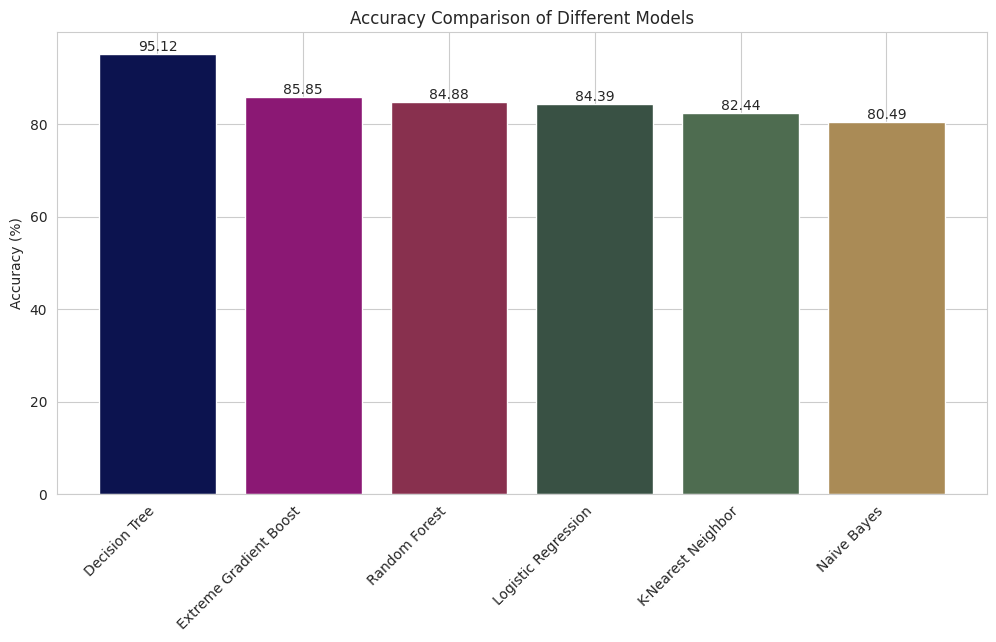 Accuracy Comparison of Different Models
Accuracy (%)
80
60
40
20
0
95.12
85.85
84.88
84.39
82.44
80.49
Decision Tree
Extreme Gradient Boost
Random Forest
Logistic Regression
K-Nearest Neighbor
Naive Bayes